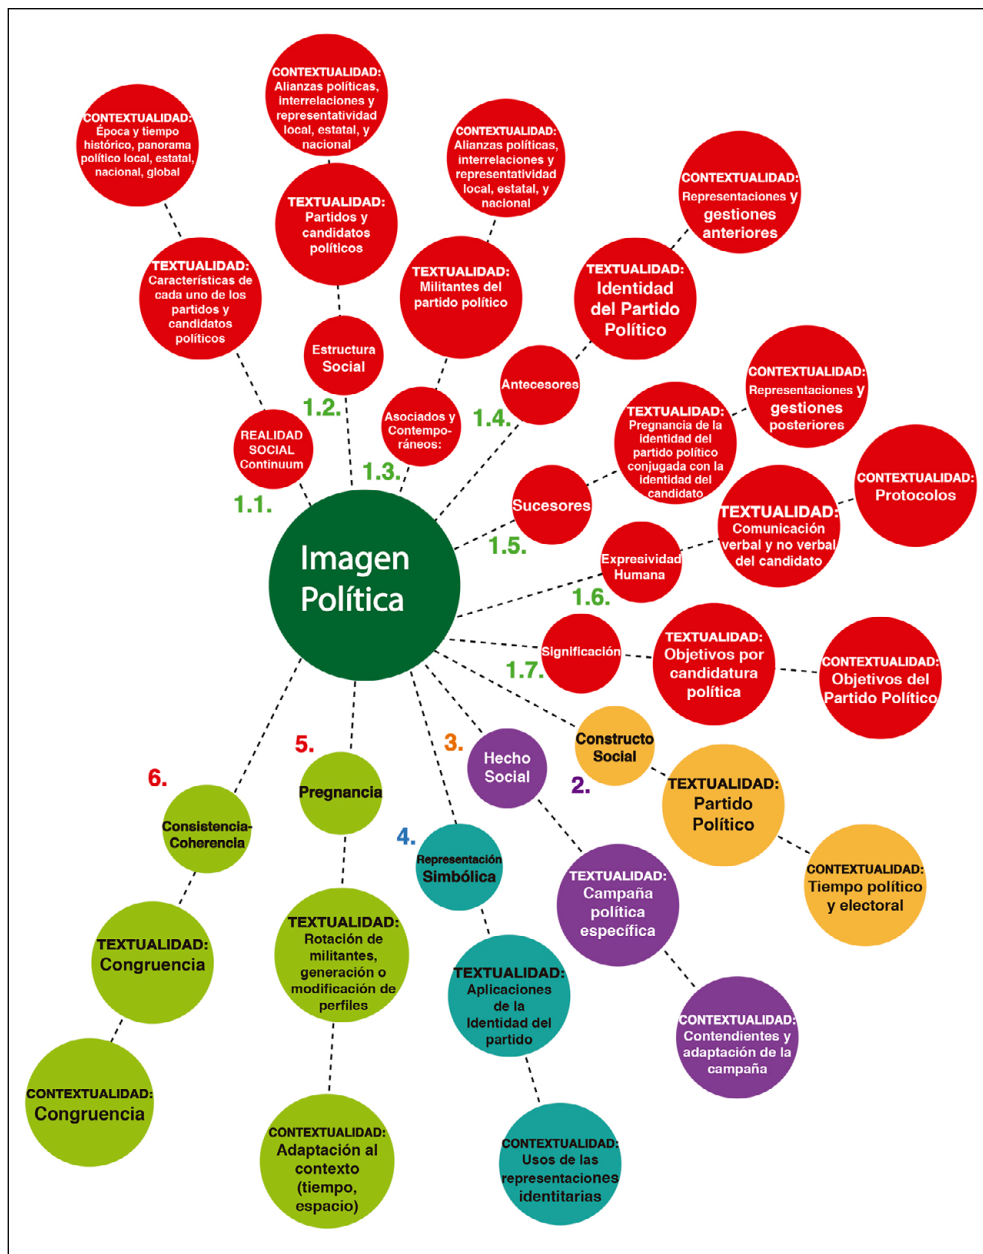 Imagen
Política
1.1.
REALIDAD
SOCIAL
Continuum
TEXTUALIDAD:
Características de
cada uno de los
partidos y
candidatos
políticos
CONTEXTUALIDAD:
Época y tiempo
histórico, panorama
político local, estatal,
nacional, global
1.2.
Estructura
Social
TEXTUALIDAD:
Partidos y
candidatos
políticos
CONTEXTUALIDAD:
Alianzas políticas,
interrelaciones y
representatividad
local, estatal, y
nacional
1.3.
Asociados y
Contempo-
ráneos:
TEXTUALIDAD:
Militantes del
partido político
CONTEXTUALIDAD:
Alianzas políticas,
interrelaciones y
representatividad
local, estatal, y
nacional
1.4.
Antecesores
TEXTUALIDAD:
Identidad
del Partido
Político
CONTEXTUALIDAD:
Representaciones y
gestiones
anteriores
1.5.
Sucesores
TEXTUALIDAD:
Pregnancia de la
identidad del
partido político
conjugada con la
identidad del
candidato
CONTEXTUALIDAD:
Representaciones y
gestiones
posteriores
1.6.
Expresividad
Humana
TEXTUALIDAD:
Comunicación
verbal y no verbal
del candidato
CONTEXTUALIDAD:
Protocolos
1.7.
Significación
TEXTUALIDAD:
Objetivos por
candidatura
política
CONTEXTUALIDAD:
Objetivos del
Partido Político
2.
Constructo
Social
TEXTUALIDAD:
Partido
Político
CONTEXTUALIDAD:
Tiempo político
y electoral
3.
Hecho
Social
TEXTUALIDAD:
Campaña
política
específica
CONTEXTUALIDAD:
Contendientes y
adaptación de la
campaña
4.
Representación
Simbólica
TEXTUALIDAD:
Aplicaciones
de la
Identidad del
partido
CONTEXTUALIDAD:
Usos de las
representaciones
identitarias
5.
Pregnancia
TEXTUALIDAD:
Rotación de
militantes,
generación o
modificación de
perfiles
CONTEXTUALIDAD:
Adaptación al
contexto
(tiempo,
espacio)
6.
Consistencia-
Coherencia
TEXTUALIDAD:
Congruencia
CONTEXTUALIDAD:
Congruencia